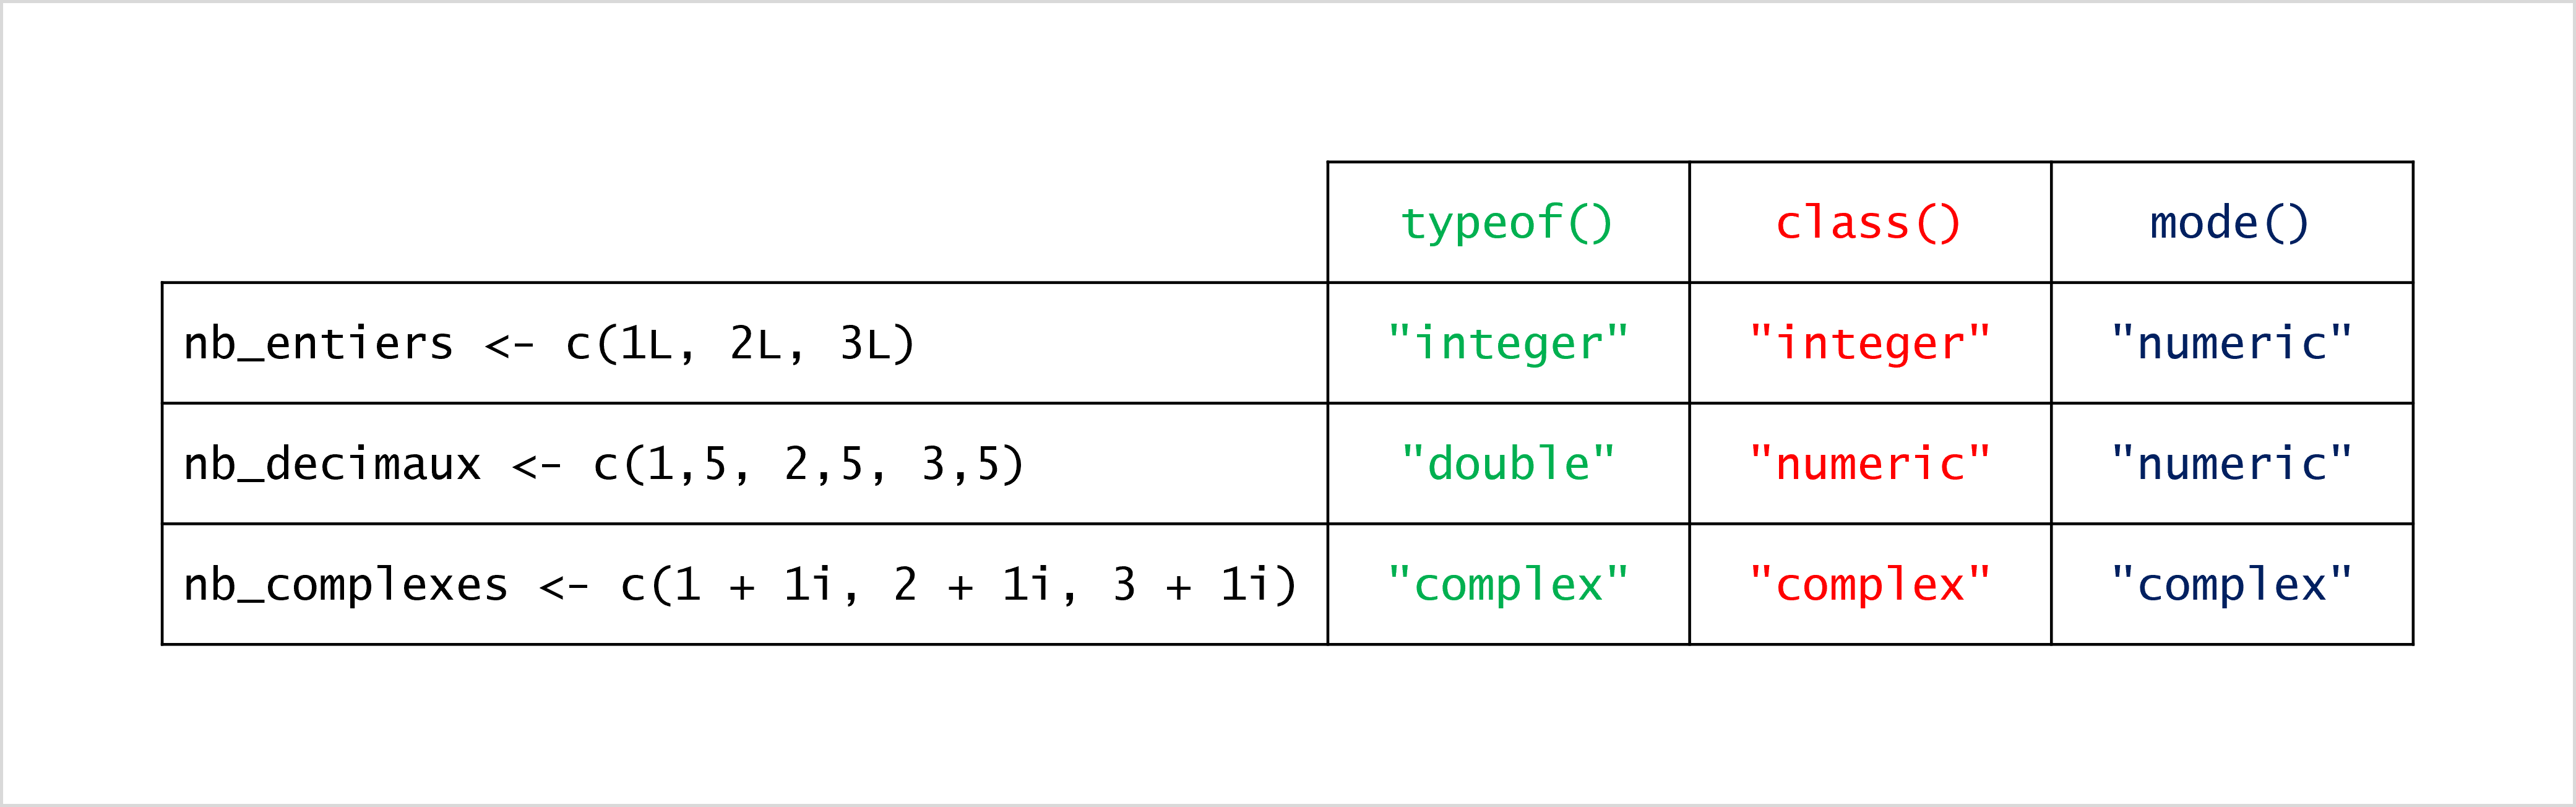 typeof() class() mode()
nb_entiers <- c(1L, 2L, 3L) "integer" "integer" "numeric"
nb_decimaux <- c(1,5, 2,5, 3,5) "double" "numeric" "numeric"
nb_complexes <- c(1 + 1i, 2 + 1i, 3 + 1i) "complex" "complex" "complex"